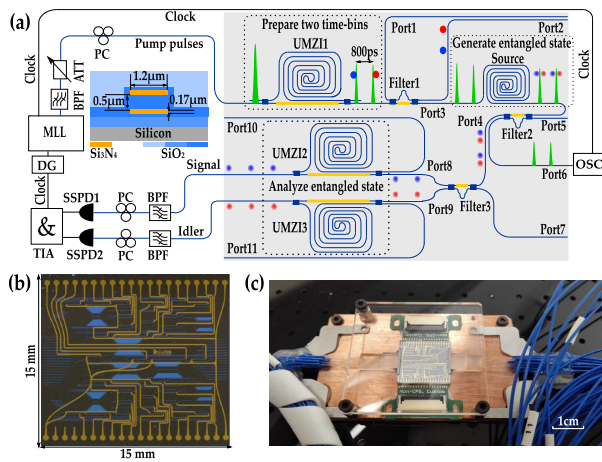 (a)
Clock
Prepare two time-bins
Port1
Port2
PC
Pump pulses
UMZI1
800ps
Generate entangled state
Source
Clock
ATT
BPF
1.2μm
0.5μm
0.17μm
Silicon
Si₃N₄
SiO₂
Filter1
Port3
Port4
Filter2
Port5
Clock
MLL
DG
Clock
Port10
UMZI2
Port6
OSC
Signal
Port8
SSPD1
PC
BPF
Analyze entangled state
Filter3
&
TIA
SSPD2
PC
BPF
Idler
Port9
UMZI3
Port7
Port11
(b)
15 mm
15 mm
(c)
1cm